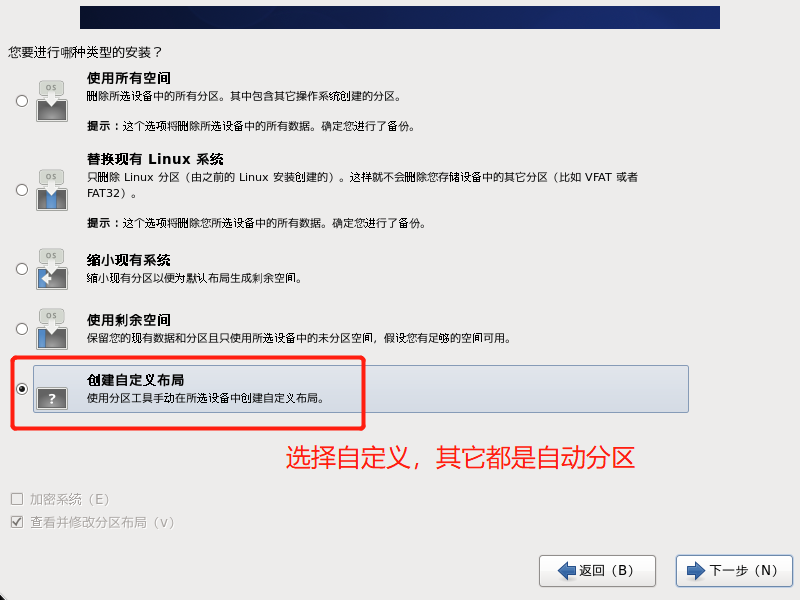 您要进行哪种类型的安装？
OS
使用所有空间
删除所选设备中的所有分区。其中包含其它操作系统创建的分区。
提示：这个选项将删除所选设备中的所有数据。确定您进行了备份。
OS
替换现有 Linux 系统
只删除 Linux 分区（由之前的 Linux 安装创建的）。这样就不会删除您存储设备中的其它分区（比如 VFAT 或者
FAT32）。
提示：这个选项将删除您所选设备中的所有数据。确定您进行了备份。
OS
缩小现有系统
缩小现有分区以便为默认布局生成剩余空间。
OS
使用剩余空间
保留您的现有数据和分区且只使用所选设备中的未分区空间，假设您有足够的空间可用。
?
创建自定义布局
使用分区工具手动在所选设备中创建自定义布局。
选择自定义，其它都是自动分区
加密系统（E）
查看并修改分区布局（v）
返回（B）
下一步（N）